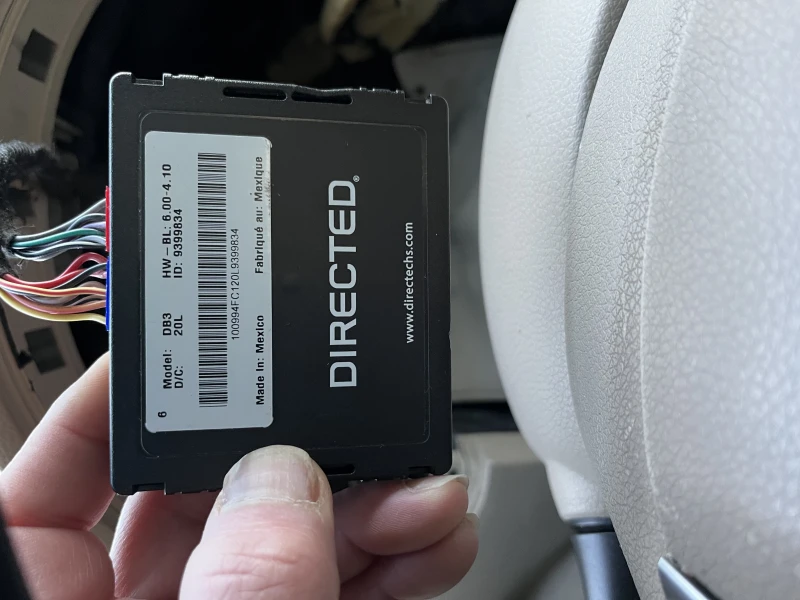 6
Model: DB3 HW-BL: 6.00-4.10
D/C: 20L ID: 9399834
100994FC120L9399834
Made In: Mexico Fabriqué au: Mexique
DIRECTED®
www.directechs.com